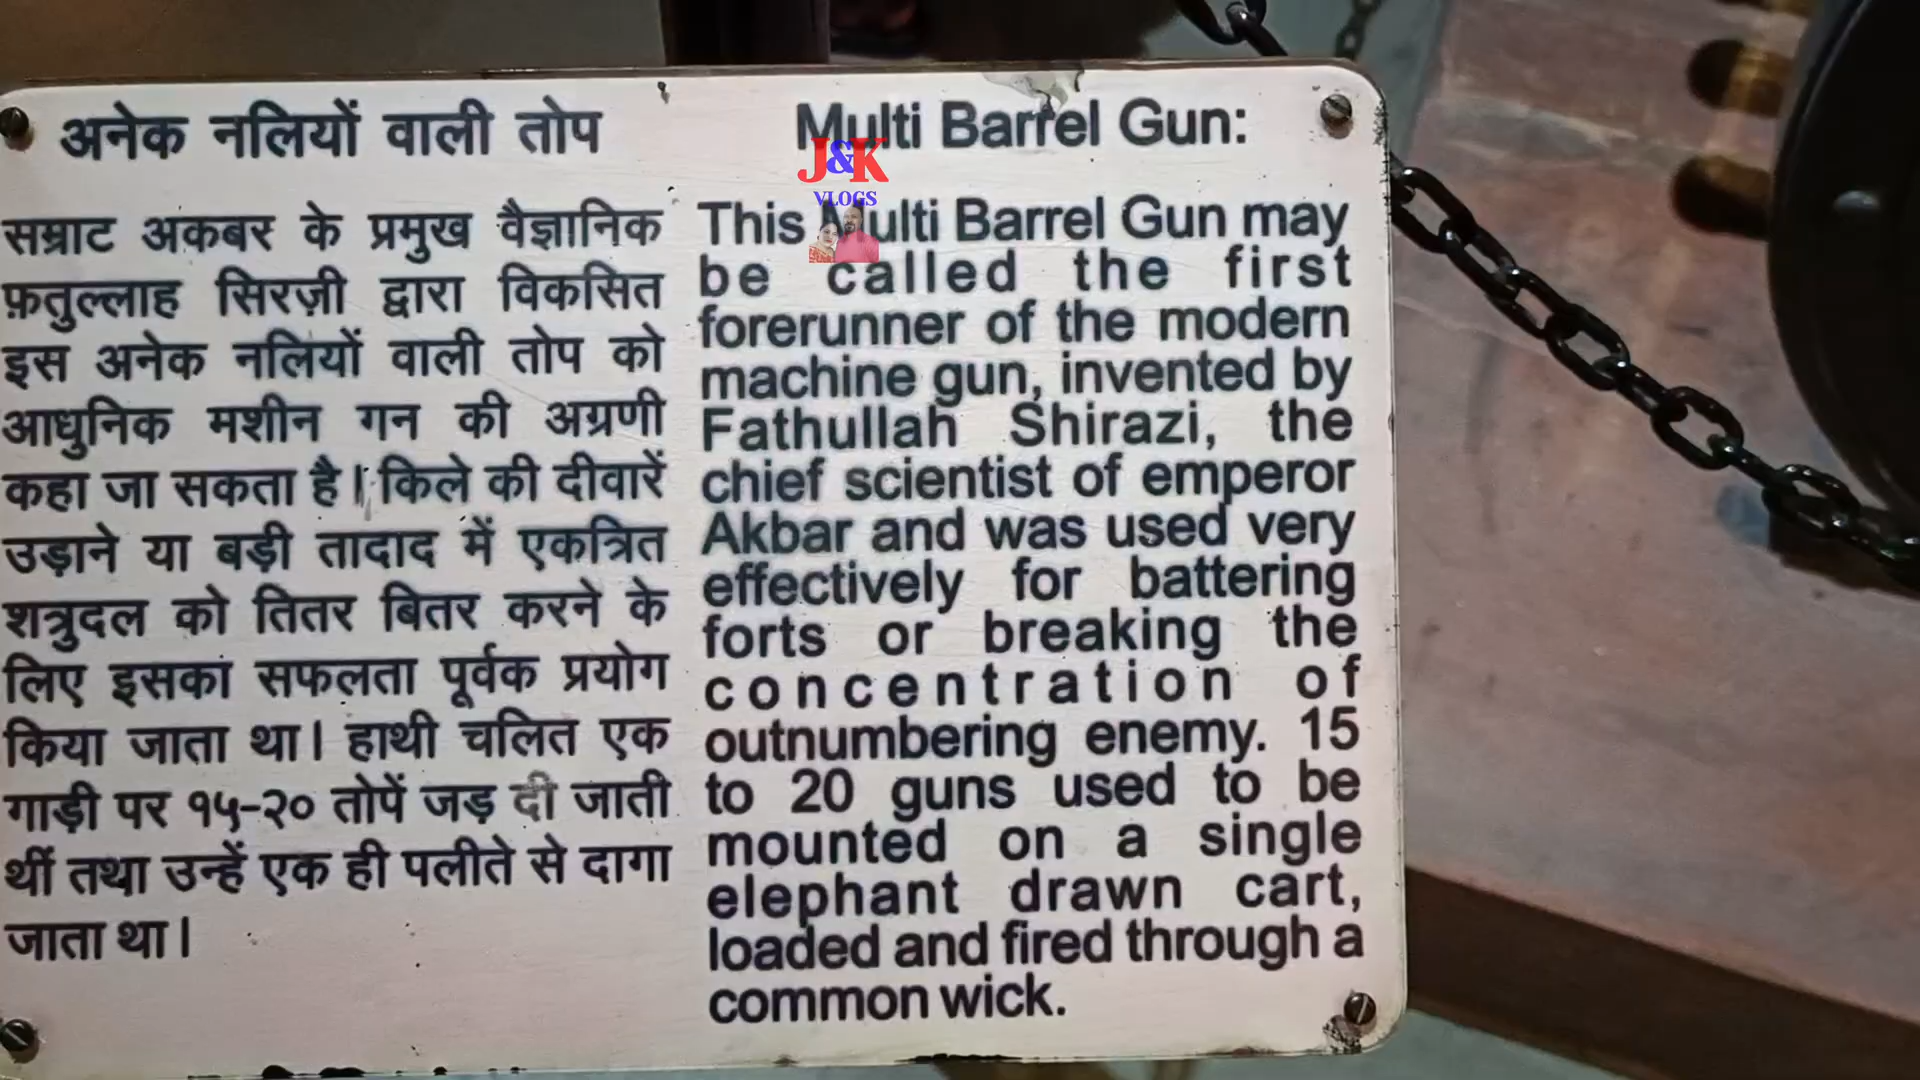 अनेक नलियों वाली तोप
सम्राट अकबर के प्रमुख वैज्ञानिक
फ़तुल्लाह सिरज़ी द्वारा विकसित
इस अनेक नलियों वाली तोप को
आधुनिक मशीन गन की अग्रणी
कहा जा सकता है। किले की दीवारें
उड़ाने या बड़ी तादाद में एकत्रित
शत्रुदल को तितर बितर करने के
लिए इसका सफलता पूर्वक प्रयोग
किया जाता था। हाथी चलित एक
गाड़ी पर १५-२० तोपें जड़ दी जाती
थीं तथा उन्हें एक ही पलीते से दागा
जाता था।
Multi Barrel Gun:
J&K
VLOGS
This Multi Barrel Gun may
be called the first
forerunner of the modern
machine gun, invented by
Fathullah Shirazi, the
chief scientist of emperor
Akbar and was used very
effectively for battering
forts or breaking the
concentration of
outnumbering enemy. 15
to 20 guns used to be
mounted on a single
elephant drawn cart,
loaded and fired through a
common wick.